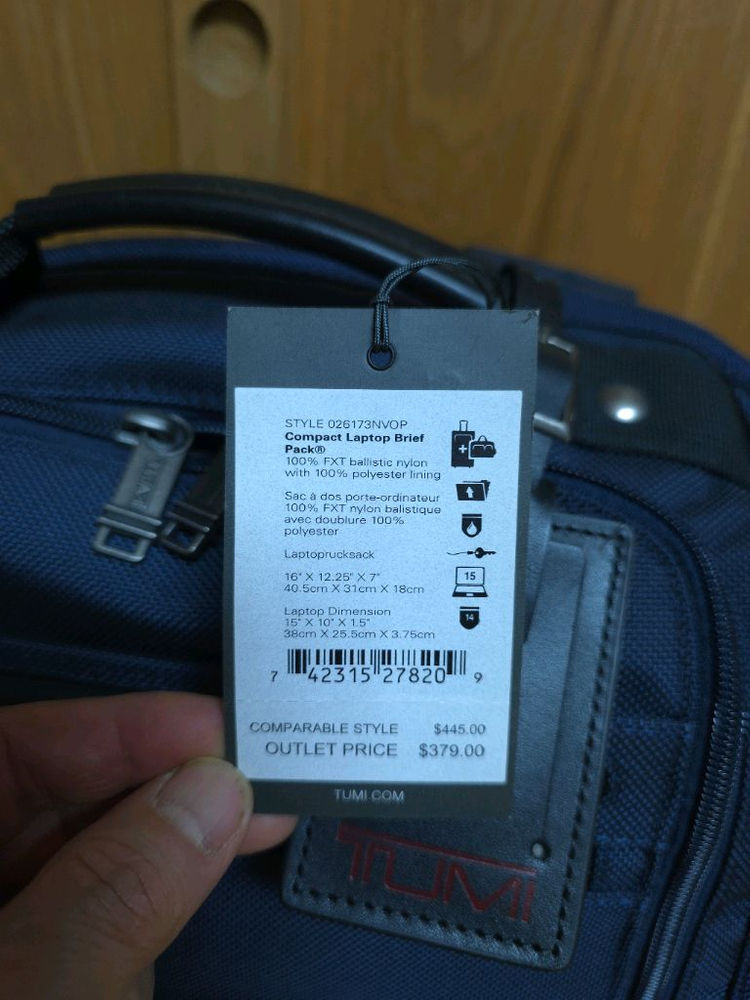 STYLE 026173NVOP
Compact Laptop Brief
Pack®
100% FXT ballistic nylon
with 100% polyester lining
Sac à dos porte-ordinateur
100% FXT nylon balistique
avec doublure 100%
polyester
Laptoprucksack
16" X 12.25" X 7"
40.5cm X 31cm X 18cm
Laptop Dimension
15" X 10" X 1.5"
38cm X 25.5cm X 3.75cm
15
14
7 42315 27820 9
COMPARABLE STYLE $445.00
OUTLET PRICE $379.00
TUMI.COM
TUMI
TUMI